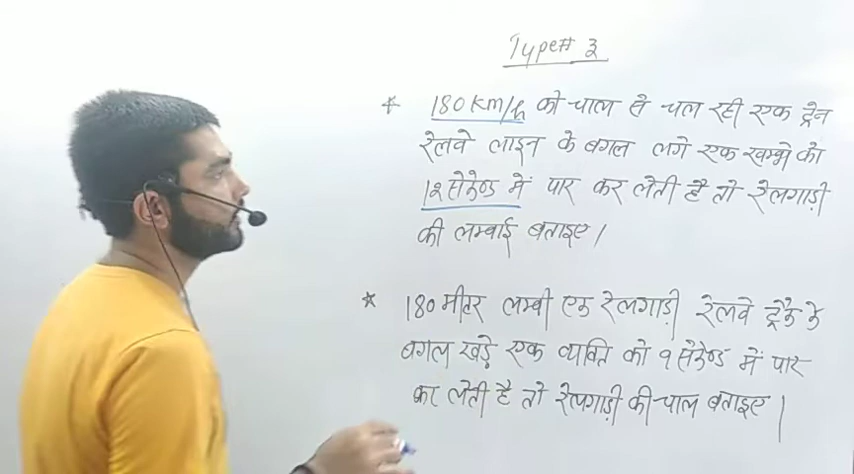 Type# 3
* 180 km/h की चाल से चल रही एक ट्रेन
रेलवे लाइन के बगल लगे एक खम्भे को
12 सेकेण्ड में पार कर लेती है तो रेलगाड़ी
की लम्बाई बताइए।
* 180 मीटर लम्बी एक रेलगाड़ी रेलवे ट्रैक के
बगल खड़े एक व्यक्ति को 9 सेकेण्ड में पार
कर लेती है तो रेलगाड़ी की चाल बताइए।